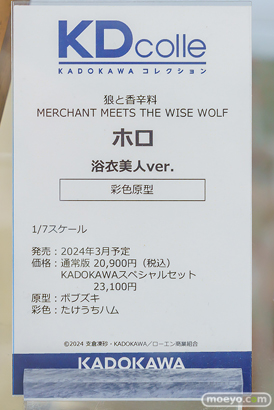 KDcolle
KADOKAWA コレクション
狼と香辛料
MERCHANT MEETS THE WISE WOLF
ホロ
浴衣美人ver.
彩色原型
1/7スケール
発売：2024年3月予定
価格：通常版 20,900円（税込）
KADOKAWAスペシャルセット
23,100円
原型：ボブズキ
彩色：たけうちハム
©2024 支倉凍砂・KADOKAWA／ローエン商業組合
KADOKAWA
moeyo.com